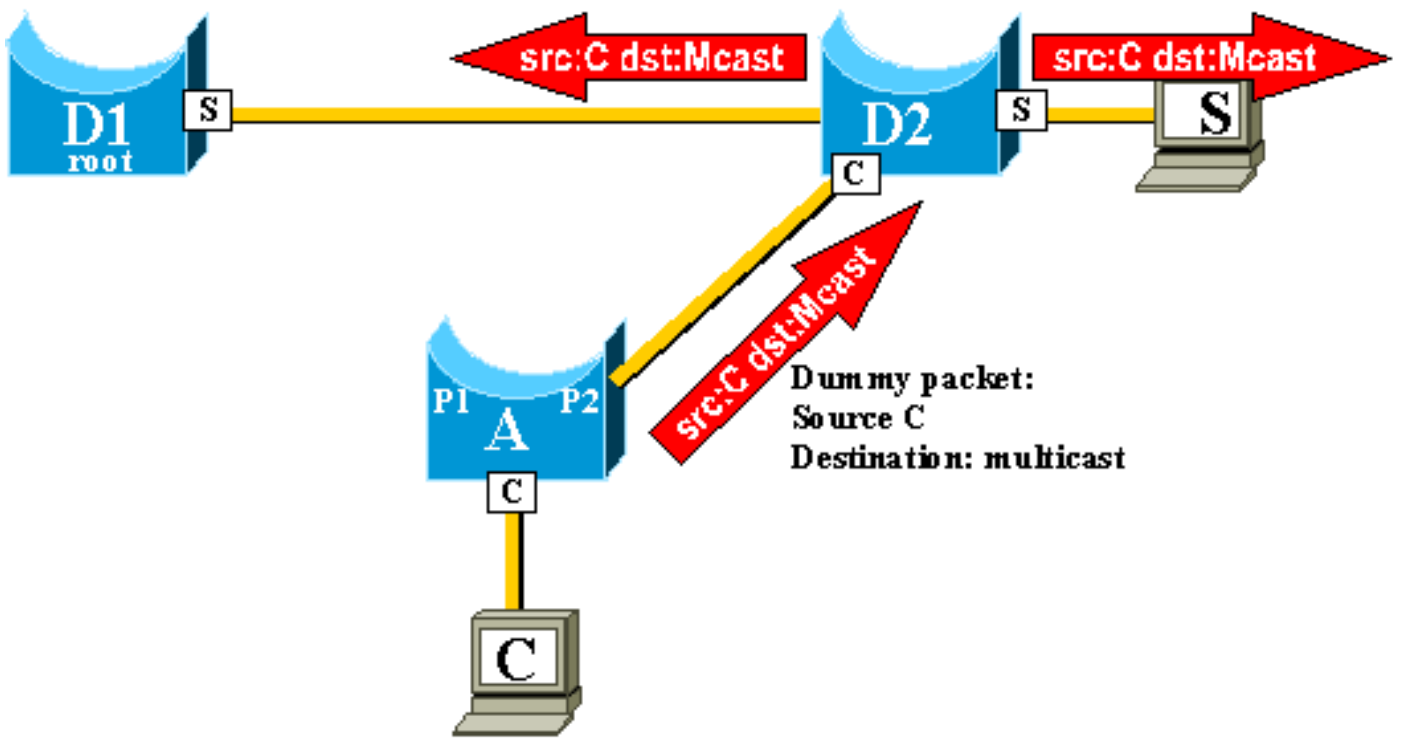 src:C dst:Mcast
src:C dst:Mcast
D1
root
S
D2
S
S
C
src:C dst:Mcast
P1
P2
A
Dummy packet:
Source C
Destination: multicast
C
C